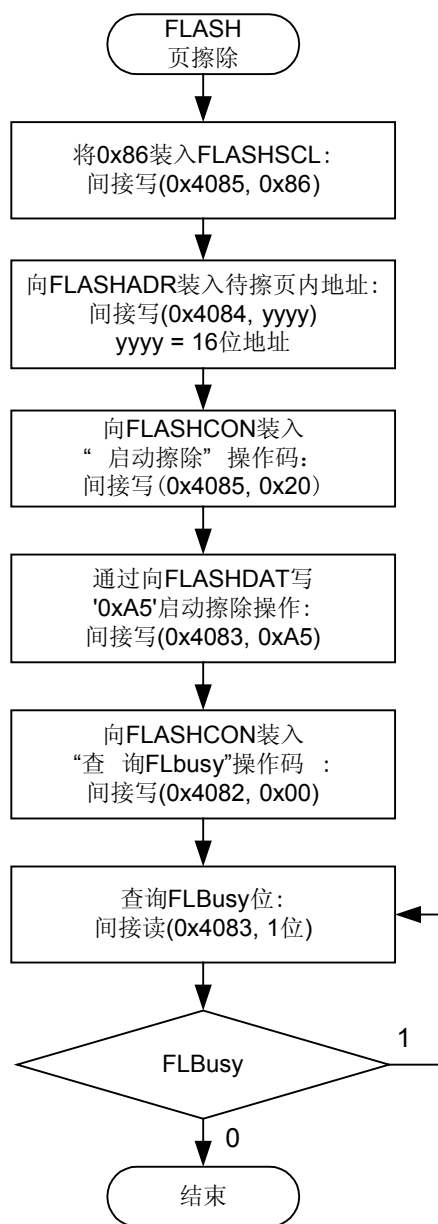 FLASH
页擦除
将0x86装入FLASHSCL：
间接写(0x4085, 0x86)
向FLASHADR装入待擦页内地址：
间接写(0x4084, yyyy)
yyyy = 16位地址
向FLASHCON装入
“ 启动擦除” 操作码：
间接写(0x4085, 0x20)
通过向FLASHDAT写
'0xA5'启动擦除操作：
间接写(0x4083, 0xA5)
向FLASHCON装入
“查 询FLbusy”操作码 ：
间接写(0x4082, 0x00)
查询FLBusy位：
间接读(0x4083, 1位)
FLBusy
1
0
结束